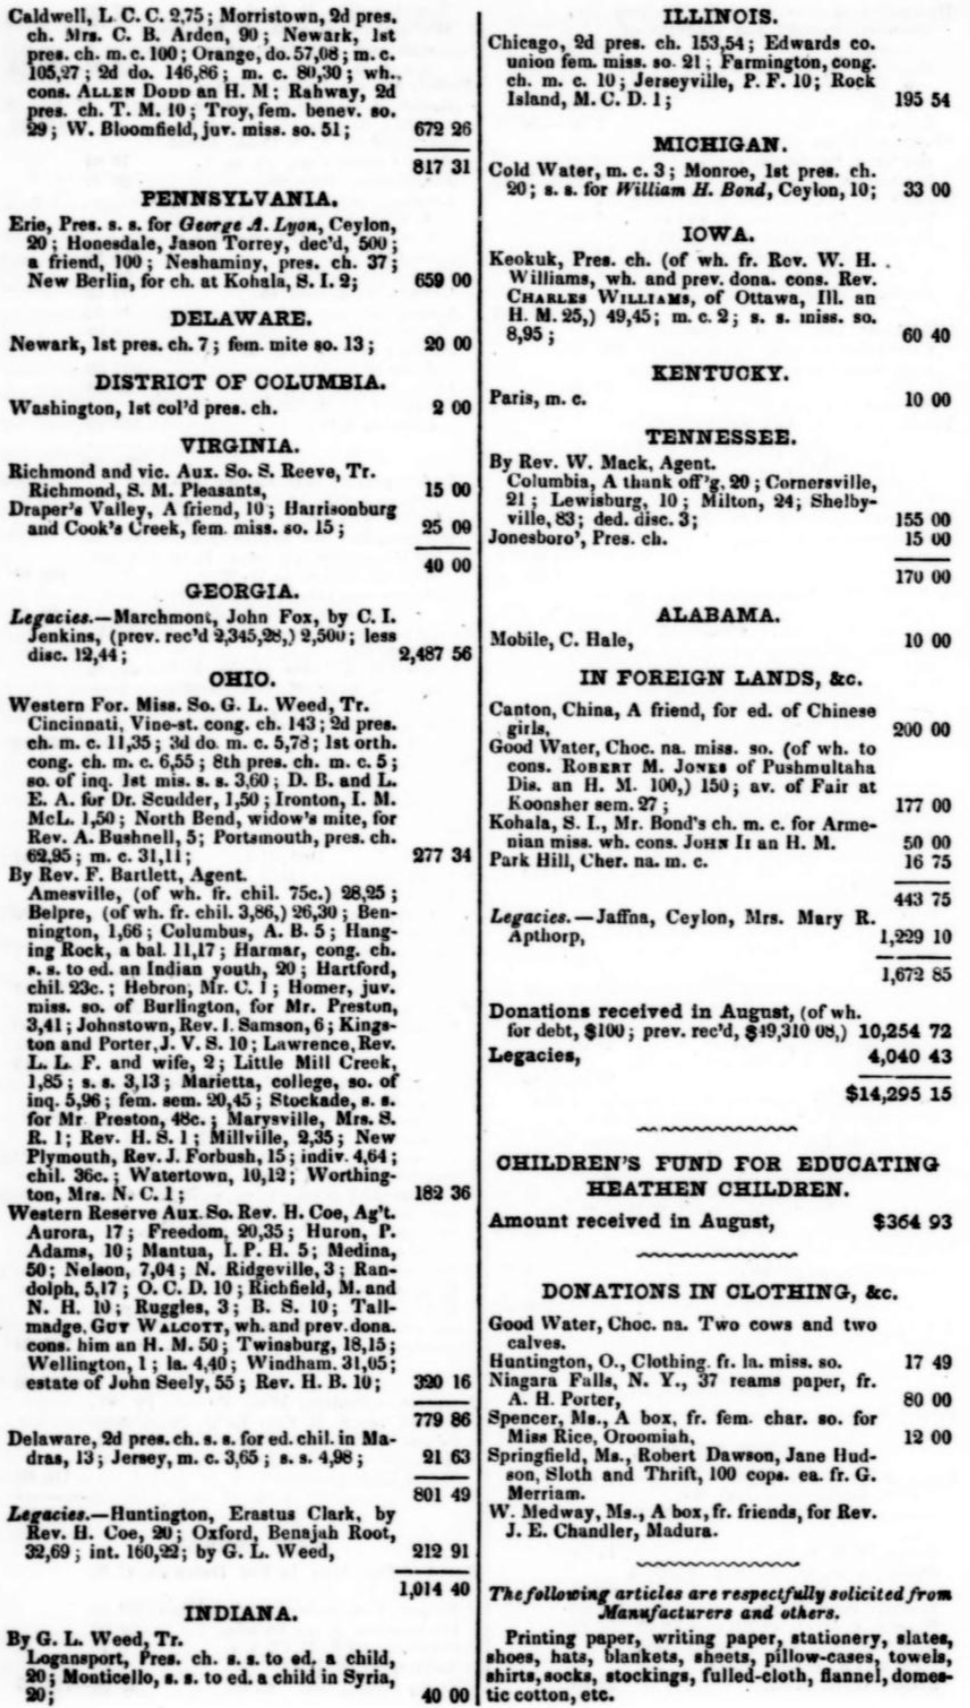 Caldwell, L. C. C. 2,75; Morristown, 2d pres.
ch. Mrs. C. B. Arden, 90; Newark, 1st
pres. ch. m. c. 100; Orange, do. 57,08; m. c.
105,27; 2d do. 146,86; m. c. 80,30; wh.
cons. ALLEN DODD an H. M; Rahway, 2d
pres. ch. T. M. 10; Troy, fem. benev. so.
29; W. Bloomfield, juv. miss. so. 51; 672 26
817 31
PENNSYLVANIA.
Erie, Pres. s. s. for George A. Lyon, Ceylon,
20; Honesdale, Jason Torrey, dec'd, 500;
a friend, 100; Neshaminy, pres. ch. 37;
New Berlin, for ch. at Kohala, S. I. 2; 659 00
DELAWARE.
Newark, 1st pres. ch. 7; fem. mite so. 13; 20 00
DISTRICT OF COLUMBIA.
Washington, 1st col'd pres. ch. 2 00
VIRGINIA.
Richmond and vic. Aux. So. S. Reeve, Tr.
Richmond, S. M. Pleasants, 15 00
Draper's Valley, A friend, 10; Harrisonburg
and Cook's Creek, fem. miss. so. 15; 25 00
40 00
GEORGIA.
Legacies.—Marchmont, John Fox, by C. I.
Jenkins, (prev. rec'd 2,345,28,) 2,500; less
disc. 12,44; 2,487 56
OHIO.
Western For. Miss. So. G. L. Weed, Tr.
Cincinnati, Vine-st. cong. ch. 143; 2d pres.
ch. m. c. 11,35; 3d do. m. c. 5,78; 1st orth.
cong. ch. m. c. 6,55; 8th pres. ch. m. c. 5;
so. of inq. 1st mis. s. s. 3,60; D. B. and L.
E. A. for Dr. Scudder, 1,50; Ironton, I. M.
McL. 1,50; North Bend, widow's mite, for
Rev. A. Bushnell, 5; Portsmouth, pres. ch.
62,95; m. c. 31,11; 277 34
By Rev. F. Bartlett, Agent.
Amesville, (of wh. fr. chil. 75c.) 28,25;
Belpre, (of wh. fr. chil. 3,86,) 26,30; Ben-
nington, 1,66; Columbus, A. B. 5; Hang-
ing Rock, a bal. 11,17; Harmar, cong. ch.
s. s. to ed. an Indian youth, 20; Hartford,
chil. 23c.; Hebron, Mr. C. 1; Homer, juv.
miss. so. of Burlington, for Mr. Preston,
3,41; Johnstown, Rev. I. Samson, 6; Kings-
ton and Porter, J. V. S. 10; Lawrence, Rev.
L. L. F. and wife, 2; Little Mill Creek,
1,85; s. s. 3,13; Marietta, college, so. of
inq. 5,96; fem. sem. 20,45; Stockade, s. s.
for Mr Preston, 48c.; Marysville, Mrs. S.
R. 1; Rev. H. S. 1; Millville, 2,35; New
Plymouth, Rev. J. Forbush, 15; indiv. 4,64;
chil. 36c.; Watertown, 10,12; Worthing-
ton, Mrs. N. C. 1; 182 36
Western Reserve Aux. So. Rev. H. Coe, Ag't.
Aurora, 17; Freedom, 20,35; Huron, P.
Adams, 10; Mantua, I. P. H. 5; Medina,
50; Nelson, 7,04; N. Ridgeville, 3; Ran-
dolph, 5,17; O. C. D. 10; Richfield, M. and
N. H. 10; Ruggles, 3; B. S. 10; Tall-
madge, GUY WALCOTT, wh. and prev. dona.
cons. him an H. M. 50; Twinsburg, 18,15;
Wellington, 1; la. 4,40; Windham. 31,05;
estate of John Seely, 55; Rev. H. B. 10; 320 16
779 86
Delaware, 2d pres. ch. s. s. for ed. chil. in Ma-
dras, 13; Jersey, m. c. 3,65; s. s. 4,98; 21 63
801 49
Legacies.—Huntington, Erastus Clark, by
Rev. H. Coe, 20; Oxford, Benajah Root,
32,69; int. 160,22; by G. L. Weed, 212 91
1,014 40
INDIANA.
By G. L. Weed, Tr.
Logansport, Pres. ch. s. s. to ed. a child,
20; Monticello, s. s. to ed. a child in Syria,
20; 40 00
ILLINOIS.
Chicago, 2d pres. ch. 153,54; Edwards co.
union fem. miss. so. 21; Farmington, cong.
ch. m. c. 10; Jerseyville, P. F. 10; Rock
Island, M. C. D. 1; 195 54
MICHIGAN.
Cold Water, m. c. 3; Monroe, 1st pres. ch.
20; s. s. for William H. Bond, Ceylon, 10; 33 00
IOWA.
Keokuk, Pres. ch. (of wh. fr. Rev. W. H.
Williams, wh. and prev. dona. cons. Rev.
CHARLES WILLIAMS, of Ottawa, Ill. an
H. M. 25,) 49,45; m. c. 2; s. s. miss. so.
8,95; 60 40
KENTUCKY.
Paris, m. c. 10 00
TENNESSEE.
By Rev. W. Mack, Agent.
Columbia, A thank off'g, 20; Cornersville,
21; Lewisburg, 10; Milton, 24; Shelby-
ville, 83; ded. disc. 3; 155 00
Jonesboro', Pres. ch. 15 00
170 00
ALABAMA.
Mobile, C. Hale, 10 00
IN FOREIGN LANDS, &c.
Canton, China, A friend, for ed. of Chinese
girls, 200 00
Good Water, Choc. na. miss. so. (of wh. to
cons. ROBERT M. JONES of Pushmultaha
Dis. an H. M. 100,) 150; av. of Fair at
Koonsher sem. 27; 177 00
Kohala, S. I., Mr. Bond's ch. m. c. for Arme-
nian miss. wh. cons. JOHN II an H. M. 50 00
Park Hill, Cher. na. m. c. 16 75
443 75
Legacies.—Jaffna, Ceylon, Mrs. Mary R.
Apthorp, 1,229 10
1,672 85
Donations received in August, (of wh.
for debt, $100; prev. rec'd, $49,310 08,) 10,254 72
Legacies, 4,040 43
$14,295 15
CHILDREN'S FUND FOR EDUCATING
HEATHEN CHILDREN.
Amount received in August, $364 93
DONATIONS IN CLOTHING, &c.
Good Water, Choc. na. Two cows and two
calves.
Huntington, O., Clothing. fr. la. miss. so. 17 49
Niagara Falls, N. Y., 37 reams paper, fr.
A. H. Porter, 80 00
Spencer, Ms., A box, fr. fem. char. so. for
Miss Rice, Oroomiah, 12 00
Springfield, Ms., Robert Dawson, Jane Hud-
son, Sloth and Thrift, 100 cops. ea. fr. G.
Merriam.
W. Medway, Ms., A box, fr. friends, for Rev.
J. E. Chandler, Madura.
The following articles are respectfully solicited from
Manufacturers and others.
Printing paper, writing paper, stationery, slates,
shoes, hats, blankets, sheets, pillow-cases, towels,
shirts, socks, stockings, fulled-cloth, flannel, domes-
tic cotton, etc.